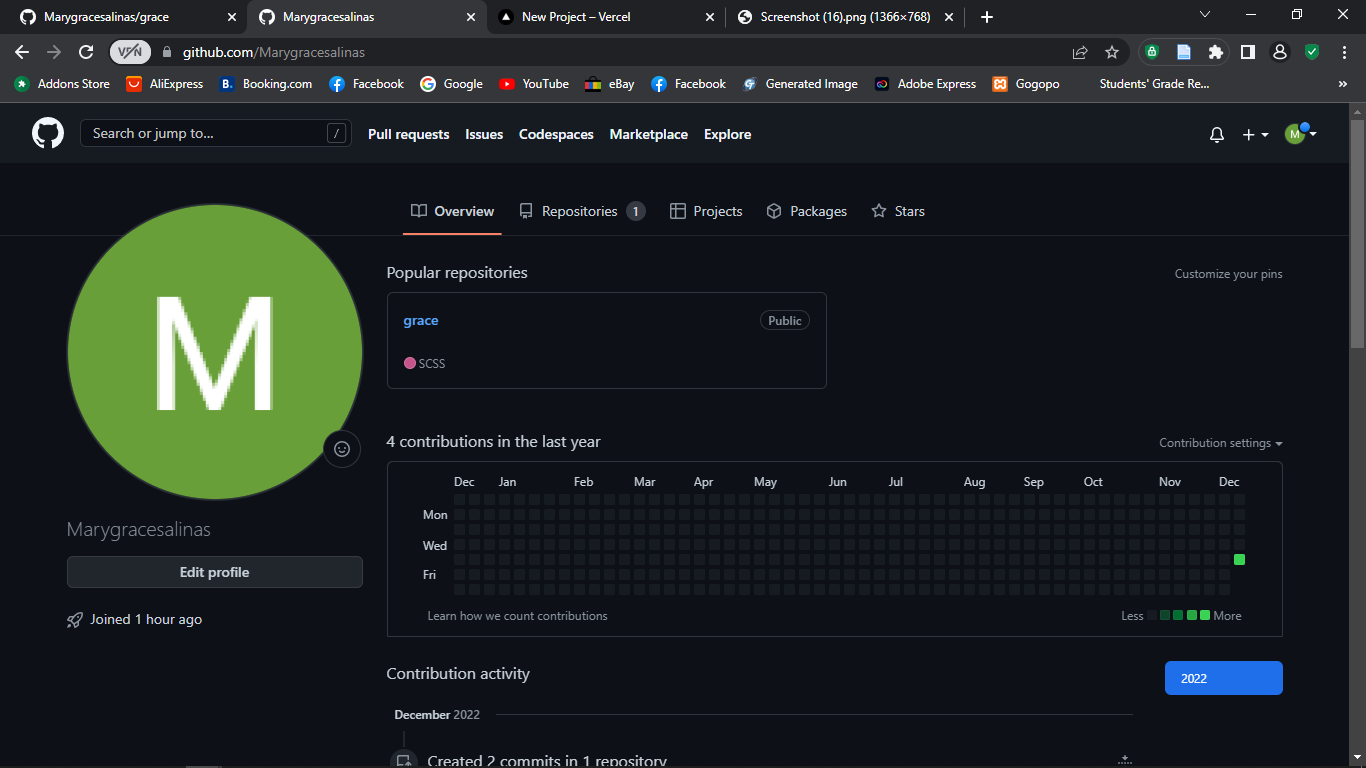 Marygracesalinas/grace
Marygracesalinas
New Project – Vercel
Screenshot (16).png (1366×768)
VPN
github.com/Marygracesalinas
Addons Store
AliExpress
B.
Booking.com
Facebook
Google
YouTube
eBay
Facebook
Generated Image
Adobe Express
Gogopo
Students' Grade Re...
Search or jump to...
/
Pull requests
Issues
Codespaces
Marketplace
Explore
M
Overview
Repositories 1
Projects
Packages
Stars
M
Marygracesalinas
Edit profile
Joined 1 hour ago
Popular repositories
Customize your pins
grace
Public
SCSS
4 contributions in the last year
Contribution settings
Dec Jan Feb Mar Apr May Jun Jul Aug Sep Oct Nov Dec
Mon
Wed
Fri
Learn how we count contributions
Less
More
Contribution activity
2022
December 2022
Created 2 commits in 1 repository